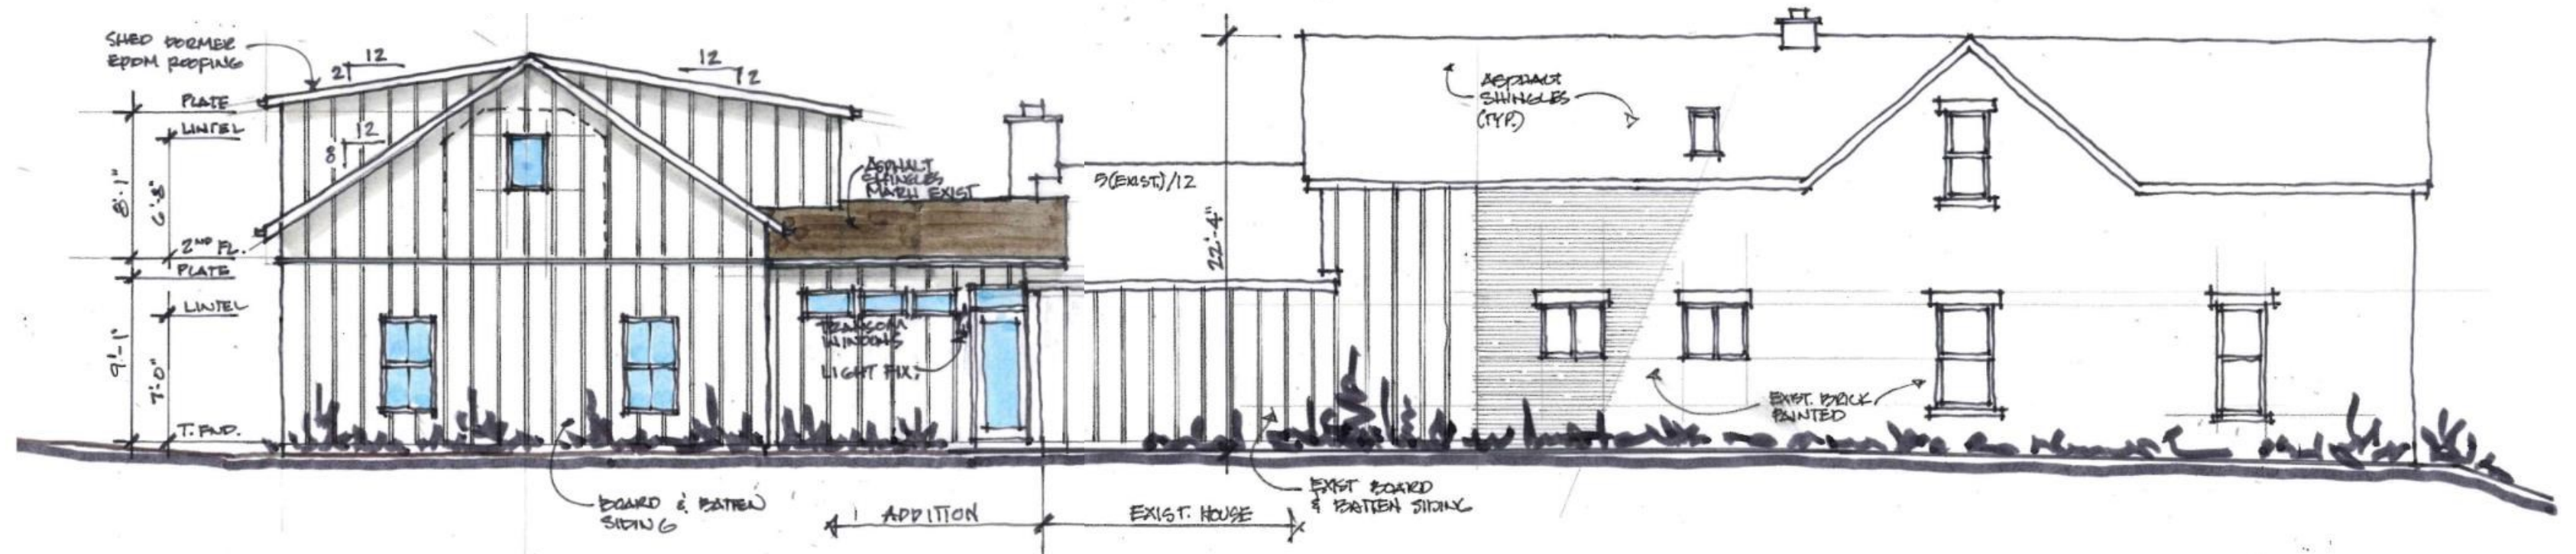 SHED DORMER
EPDM ROOFING
12
2
12
2
PLATE
LINTEL
12
8
8'-1"
6'-8"
2ND FL.
PLATE
LINTEL
9'-1"
7'-0"
T. FND.
ASPHALT
SHINGLES
MARH EXIST
TRANSOM
WINDOWS
LIGHT FIX.
BOARD & BATTEN
SIDING
ADDITION
EXIST. HOUSE
5(EXIST.)/12
22'-4"
ASPHALT
SHINGLES
(TYP.)
EXIST. BRICK,
PAINTED
EXIST BOARD
& BATTEN SIDING